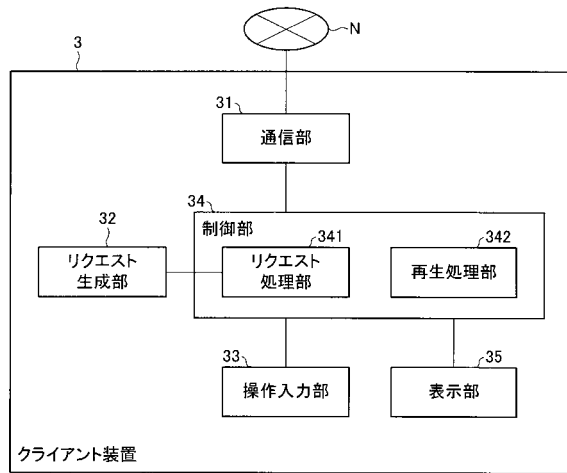 N
3
31
通信部
34
制御部
32
リクエスト
生成部
341
リクエスト
処理部
342
再生処理部
33
操作入力部
35
表示部
クライアント装置